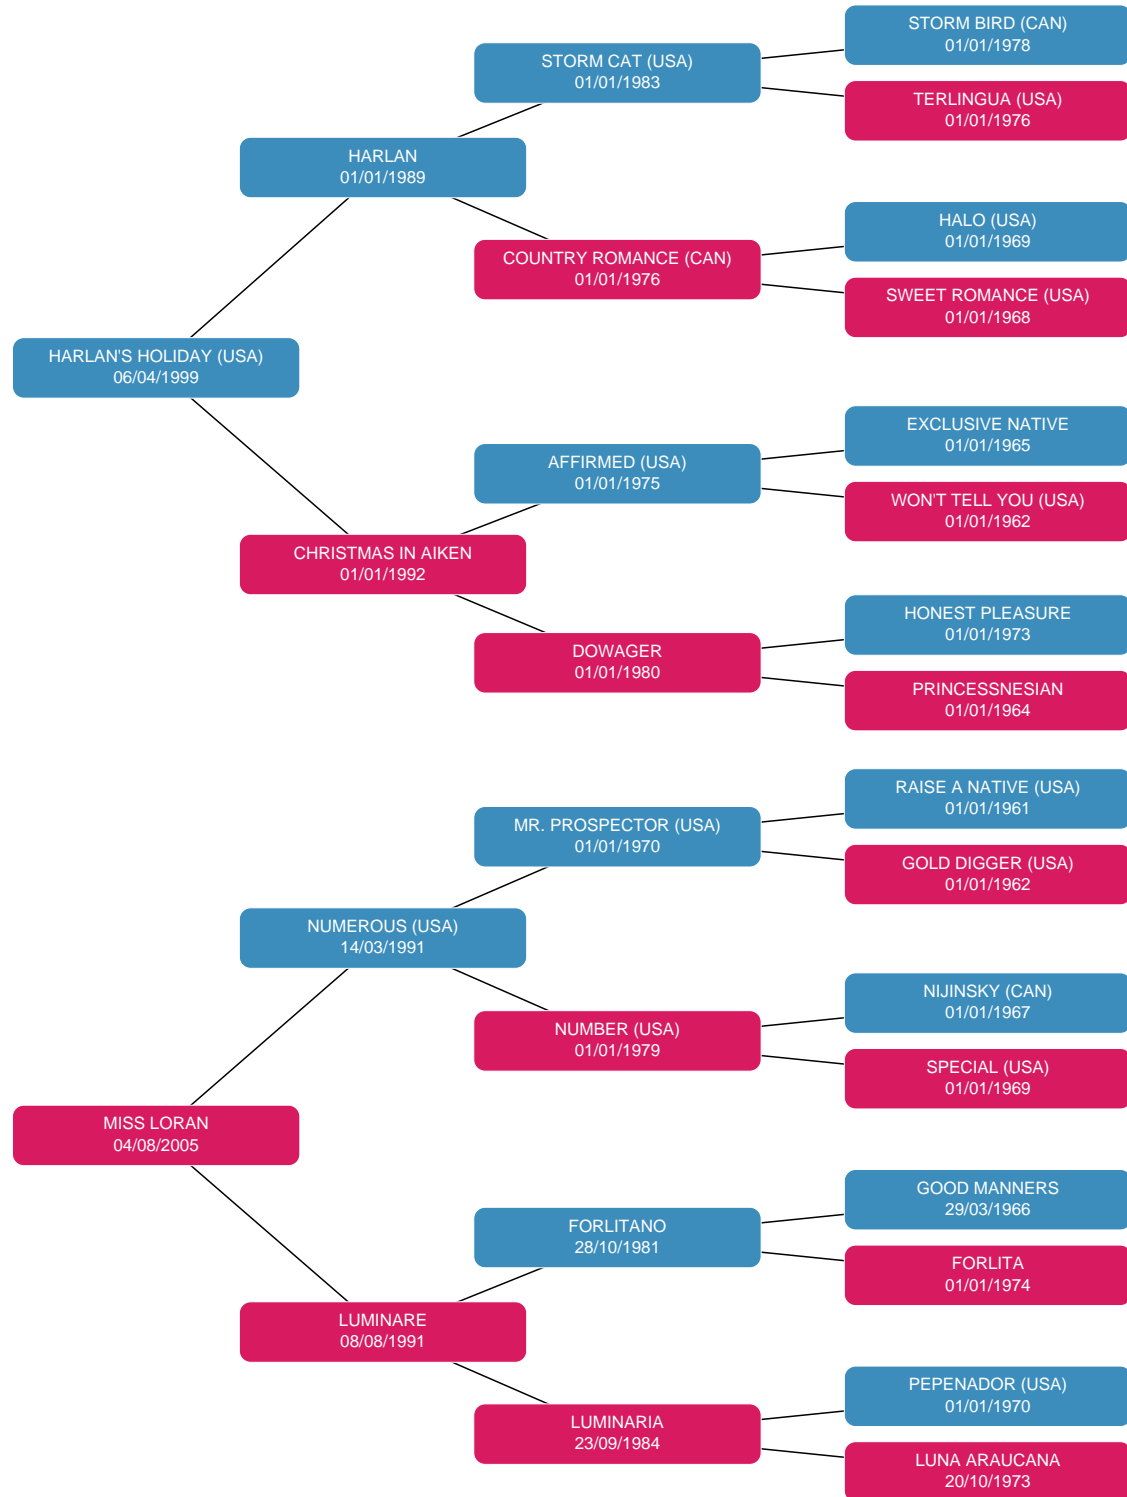 STORM BIRD (CAN)
01/01/1978
STORM CAT (USA)
01/01/1983
TERLINGUA (USA)
01/01/1976
HARLAN
01/01/1989
HALO (USA)
01/01/1969
COUNTRY ROMANCE (CAN)
01/01/1976
SWEET ROMANCE (USA)
01/01/1968
HARLAN'S HOLIDAY (USA)
06/04/1999
EXCLUSIVE NATIVE
01/01/1965
AFFIRMED (USA)
01/01/1975
WON'T TELL YOU (USA)
01/01/1962
CHRISTMAS IN AIKEN
01/01/1992
HONEST PLEASURE
01/01/1973
DOWAGER
01/01/1980
PRINCESSNESIAN
01/01/1964
RAISE A NATIVE (USA)
01/01/1961
MR. PROSPECTOR (USA)
01/01/1970
GOLD DIGGER (USA)
01/01/1962
NUMEROUS (USA)
14/03/1991
NIJINSKY (CAN)
01/01/1967
NUMBER (USA)
01/01/1979
SPECIAL (USA)
01/01/1969
MISS LORAN
04/08/2005
GOOD MANNERS
29/03/1966
FORLITANO
28/10/1981
FORLITA
01/01/1974
LUMINARE
08/08/1991
PEPENADOR (USA)
01/01/1970
LUMINARIA
23/09/1984
LUNA ARAUCANA
20/10/1973